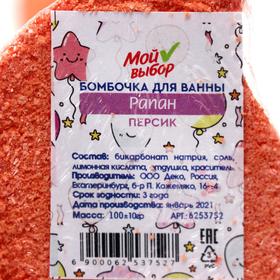 Мой
выбор
БОМБОЧКА ДЛЯ ВАННЫ
Рапан
ПЕРСИК
Состав: бикарбонат натрия, соль,
лимонная кислота, отдушка, краситель.
Производитель: ООО Деко, Россия,
Екатеринбург, б-р П. Кожемяко, 16-4
Срок годности: 3 года
Дата производства: январь 2021
Масса: 100±10гр АРТ.: 6253752
6 900062 537527
EAC